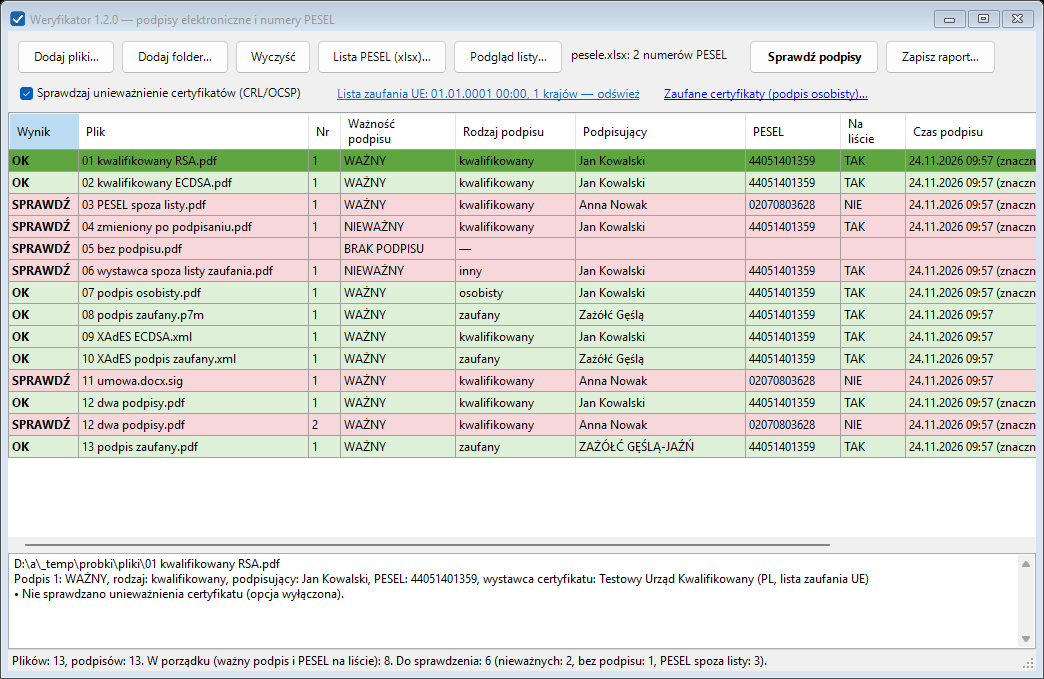 Weryfikator 1.2.0 — podpisy elektroniczne i numery PESEL
Dodaj pliki... Dodaj folder... Wyczyść Lista PESEL (xlsx)... Podgląd listy... pesele.xlsx: 2 numerów PESEL Sprawdź podpisy Zapisz raport...
Sprawdzaj unieważnienie certyfikatów (CRL/OCSP) Lista zaufania UE: 01.01.0001 00:00, 1 krajów — odśwież Zaufane certyfikaty (podpis osobisty)...
Wynik Plik Nr Ważność podpisu Rodzaj podpisu Podpisujący PESEL Na liście Czas podpisu
OK 01 kwalifikowany RSA.pdf 1 WAŻNY kwalifikowany Jan Kowalski 44051401359 TAK 24.11.2026 09:57 (znaczn
OK 02 kwalifikowany ECDSA.pdf 1 WAŻNY kwalifikowany Jan Kowalski 44051401359 TAK 24.11.2026 09:57 (znaczn
SPRAWDŹ 03 PESEL spoza listy.pdf 1 WAŻNY kwalifikowany Anna Nowak 02070803628 NIE 24.11.2026 09:57 (znaczn
SPRAWDŹ 04 zmieniony po podpisaniu.pdf 1 NIEWAŻNY kwalifikowany Jan Kowalski 44051401359 TAK 24.11.2026 09:57 (znaczn
SPRAWDŹ 05 bez podpisu.pdf BRAK PODPISU —
SPRAWDŹ 06 wystawca spoza listy zaufania.pdf 1 NIEWAŻNY inny Jan Kowalski 44051401359 TAK 24.11.2026 09:57 (znaczn
OK 07 podpis osobisty.pdf 1 WAŻNY osobisty Jan Kowalski 44051401359 TAK 24.11.2026 09:57 (znaczn
OK 08 podpis zaufany.p7m 1 WAŻNY zaufany Zażółć Gęślą 44051401359 TAK 24.11.2026 09:57
OK 09 XAdES ECDSA.xml 1 WAŻNY kwalifikowany Jan Kowalski 44051401359 TAK 24.11.2026 09:57
OK 10 XAdES podpis zaufany.xml 1 WAŻNY zaufany Zażółć Gęślą 44051401359 TAK 24.11.2026 09:57
SPRAWDŹ 11 umowa.docx.sig 1 WAŻNY kwalifikowany Anna Nowak 02070803628 NIE 24.11.2026 09:57
OK 12 dwa podpisy.pdf 1 WAŻNY kwalifikowany Jan Kowalski 44051401359 TAK 24.11.2026 09:57 (znaczn
SPRAWDŹ 12 dwa podpisy.pdf 2 WAŻNY kwalifikowany Anna Nowak 02070803628 NIE 24.11.2026 09:57 (znaczn
OK 13 podpis zaufany.pdf 1 WAŻNY zaufany ZAŻÓŁĆ GĘŚLĄ-JAŹŃ 44051401359 TAK 24.11.2026 09:57 (znaczn
D:\a\_temp\probki\pliki\01 kwalifikowany RSA.pdf
Podpis 1: WAŻNY, rodzaj: kwalifikowany, podpisujący: Jan Kowalski, PESEL: 44051401359, wystawca certyfikatu: Testowy Urząd Kwalifikowany (PL, lista zaufania UE)
• Nie sprawdzano unieważnienia certyfikatu (opcja wyłączona).
Plików: 13, podpisów: 13. W porządku (ważny podpis i PESEL na liście): 8. Do sprawdzenia: 6 (nieważnych: 2, bez podpisu: 1, PESEL spoza listy: 3).